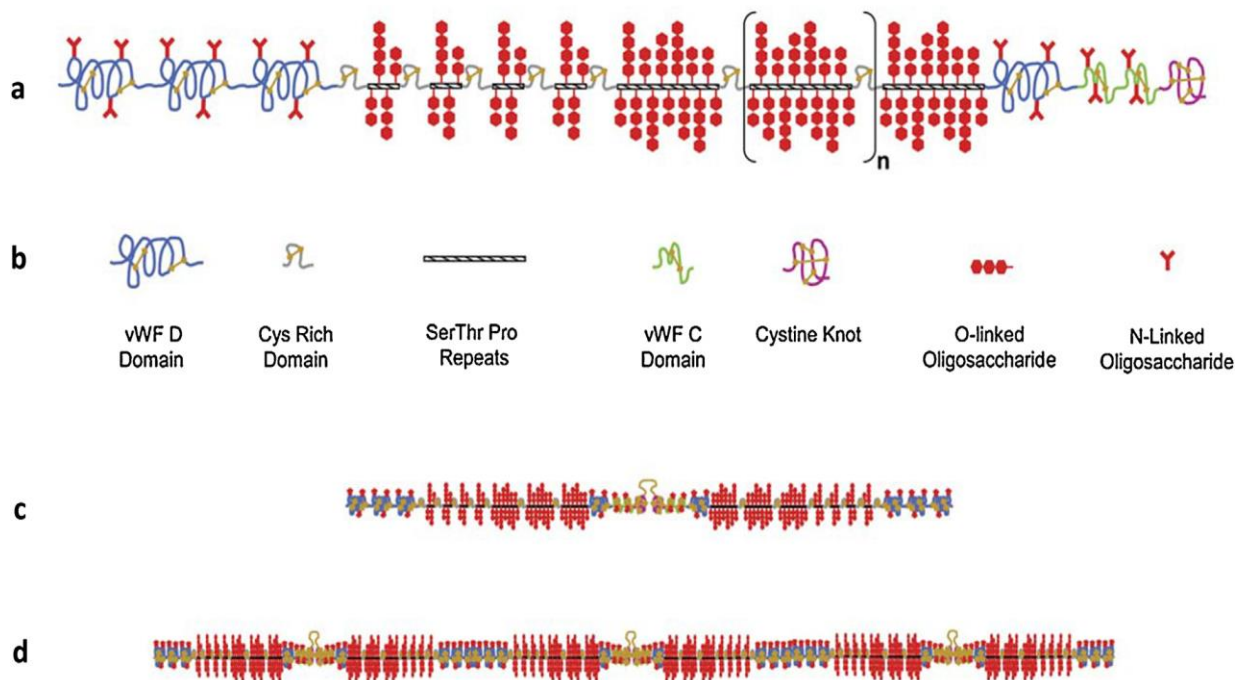 a
n
b
vWF D
Domain
Cys Rich
Domain
SerThr Pro
Repeats
vWF C
Domain
Cystine Knot
O-linked
Oligosaccharide
N-Linked
Oligosaccharide
c
d